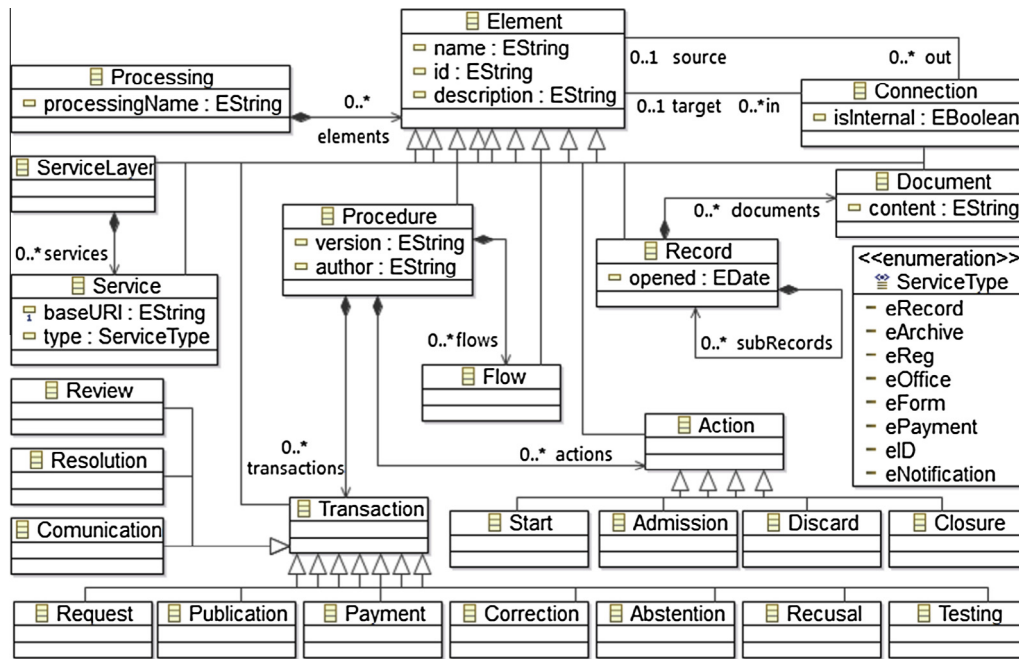 Element
name : EString
id : EString
description : EString
0..1 source
0..* out
0..1 target
0..*in
Connection
isInternal : EBoolean
Processing
processingName : EString
0..*
elements
ServiceLayer
0..*services
Service
1
baseURI : EString
type : ServiceType
Procedure
version : EString
author : EString
0..*flows
Flow
Record
opened : EDate
0..* documents
0..* subRecords
Document
content : EString
<<enumeration>>
ServiceType
eRecord
eArchive
eReg
eOffice
eForm
ePayment
eID
eNotification
Review
Resolution
Comunication
0..*
transactions
0..* actions
Action
Transaction
Start
Admission
Discard
Closure
Request
Publication
Payment
Correction
Abstention
Recusal
Testing